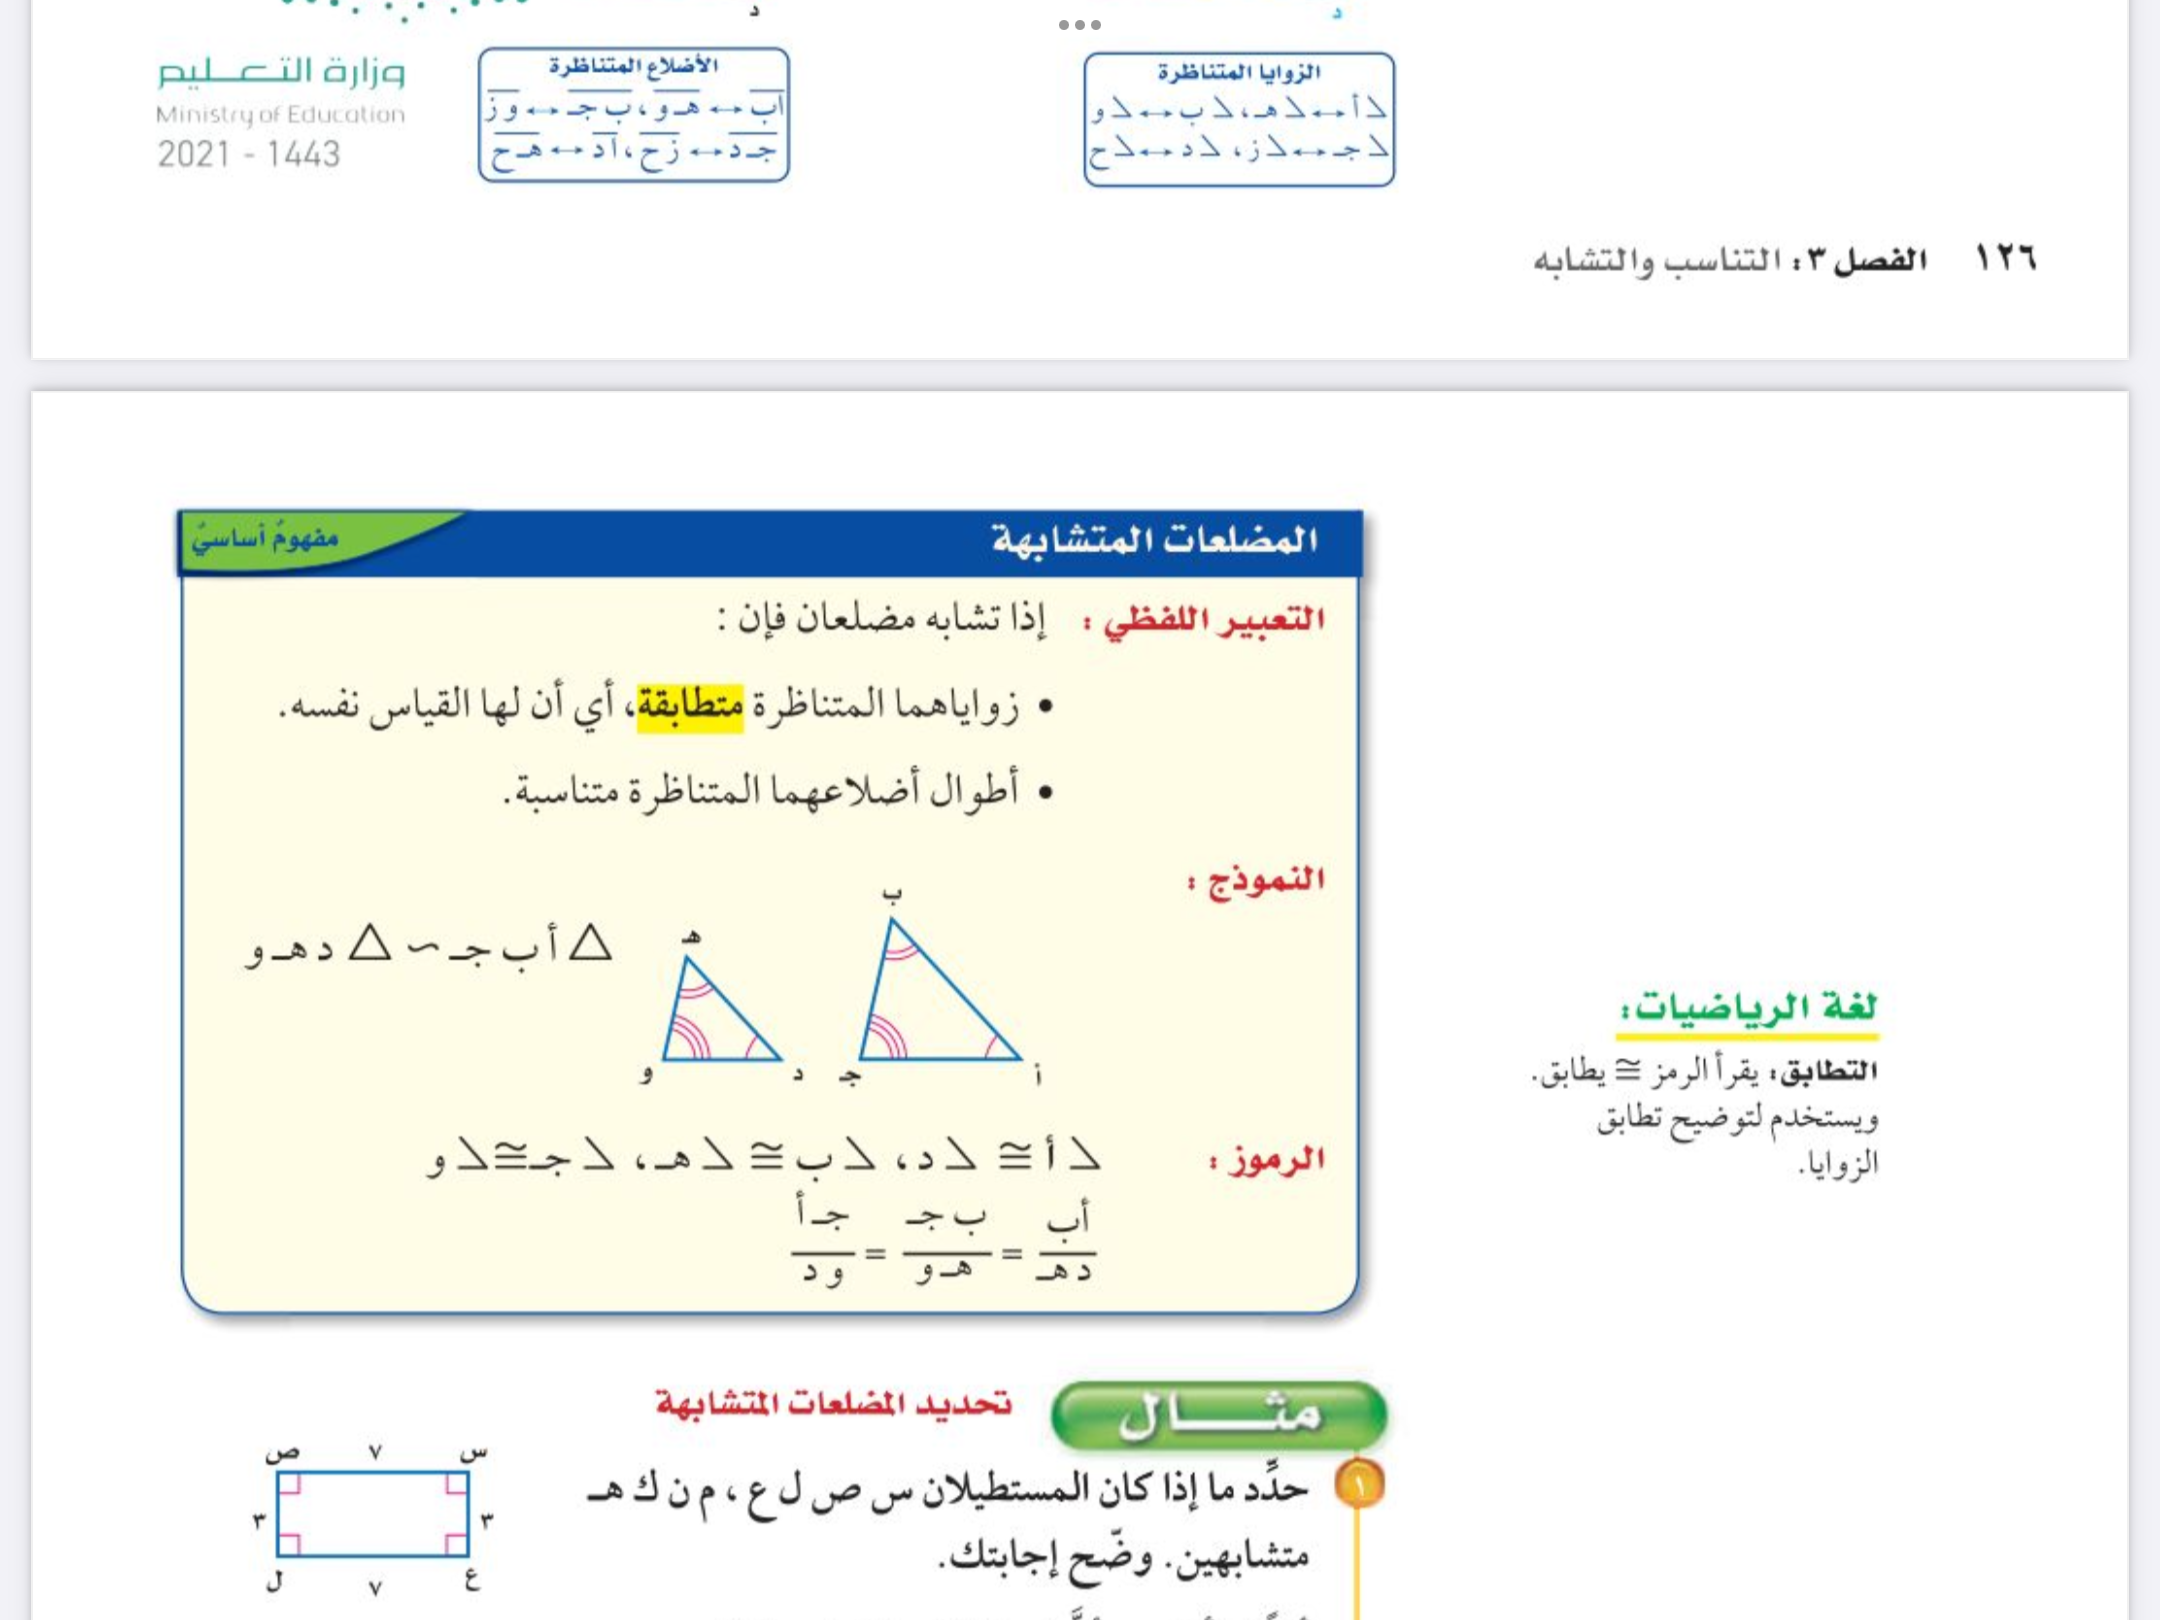 د
د
الزوايا المتناظرة
∠أ↔∠هـ، ∠ب↔∠و
∠جـ↔∠ز، ∠د↔∠ح
الأضلاع المتناظرة
أب ↔ هـ و، ب جـ ↔ و ز
جـ د ↔ ز ح، أد ↔ هـ ح
وزارة التعليم
Ministry of Education
2021 - 1443
١٢٦ الفصل ٣: التناسب والتشابه
المضلعات المتشابهة
مفهومٌ أساسيٌ
التعبير اللفظي: إذا تشابه مضلعان فإن:
• زواياهما المتناظرة متطابقة، أي أن لها القياس نفسه.
• أطوال أضلاعهما المتناظرة متناسبة.
النموذج:
ب
هـ
△ أ ب جـ ~ △ د هـ و
أ
جـ
د
و
الرموز: ∠أ ≅ ∠د، ∠ب ≅ ∠هـ، ∠جـ ≅ ∠و
أب ب جـ جـ أ
= =
د هـ هـ و و د
لغة الرياضيات:
التطابق: يقرأ الرمز ≅ يطابق.
ويستخدم لتوضيح تطابق
الزوايا.
مثال
تحديد المضلعات المتشابهة
١ حدِّد ما إذا كان المستطيلان س ص ل ع، م ن ك هـ
متشابهين. وضّح إجابتك.
س ٧ ص
٣ ٣
ع ٧ ل